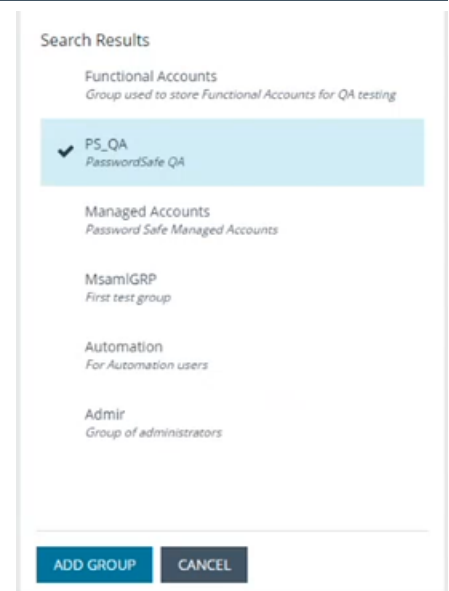 Search Results
Functional Accounts
Group used to store Functional Accounts for QA testing
PS_QA
PasswordSafe QA
Managed Accounts
Password Safe Managed Accounts
MsamlGRP
First test group
Automation
For Automation users
Admir
Group of administrators
ADD GROUP CANCEL